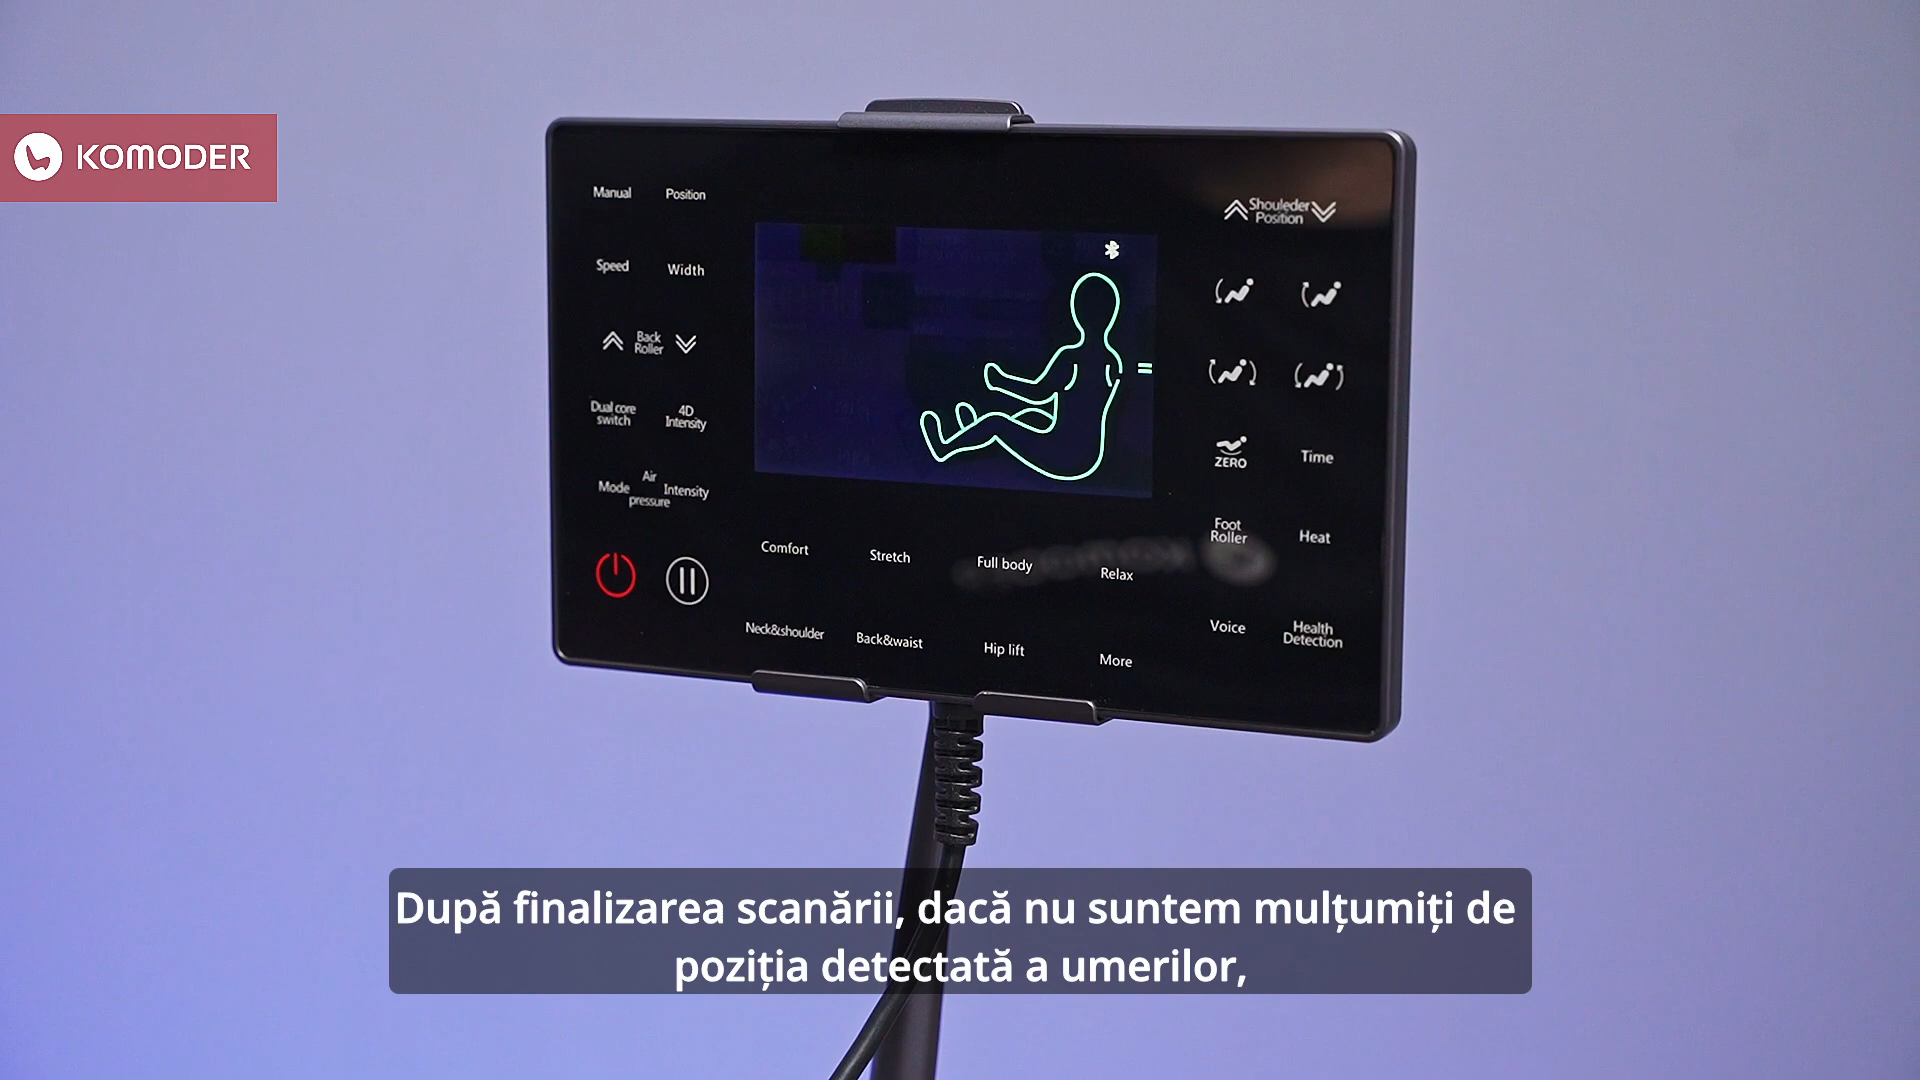 KOMODER
Manual Position
Speed Width
Back
Roller
Dual core
switch
4D
Intensity
Mode Air
pressure Intensity
Comfort Stretch Full body Relax
Neck&shoulder Back&waist Hip lift More
Shouleder
Position
ZERO Time
Foot
Roller
Heat
Voice Health
Detection
După finalizarea scanării, dacă nu suntem mulțumiți de
poziția detectată a umerilor,